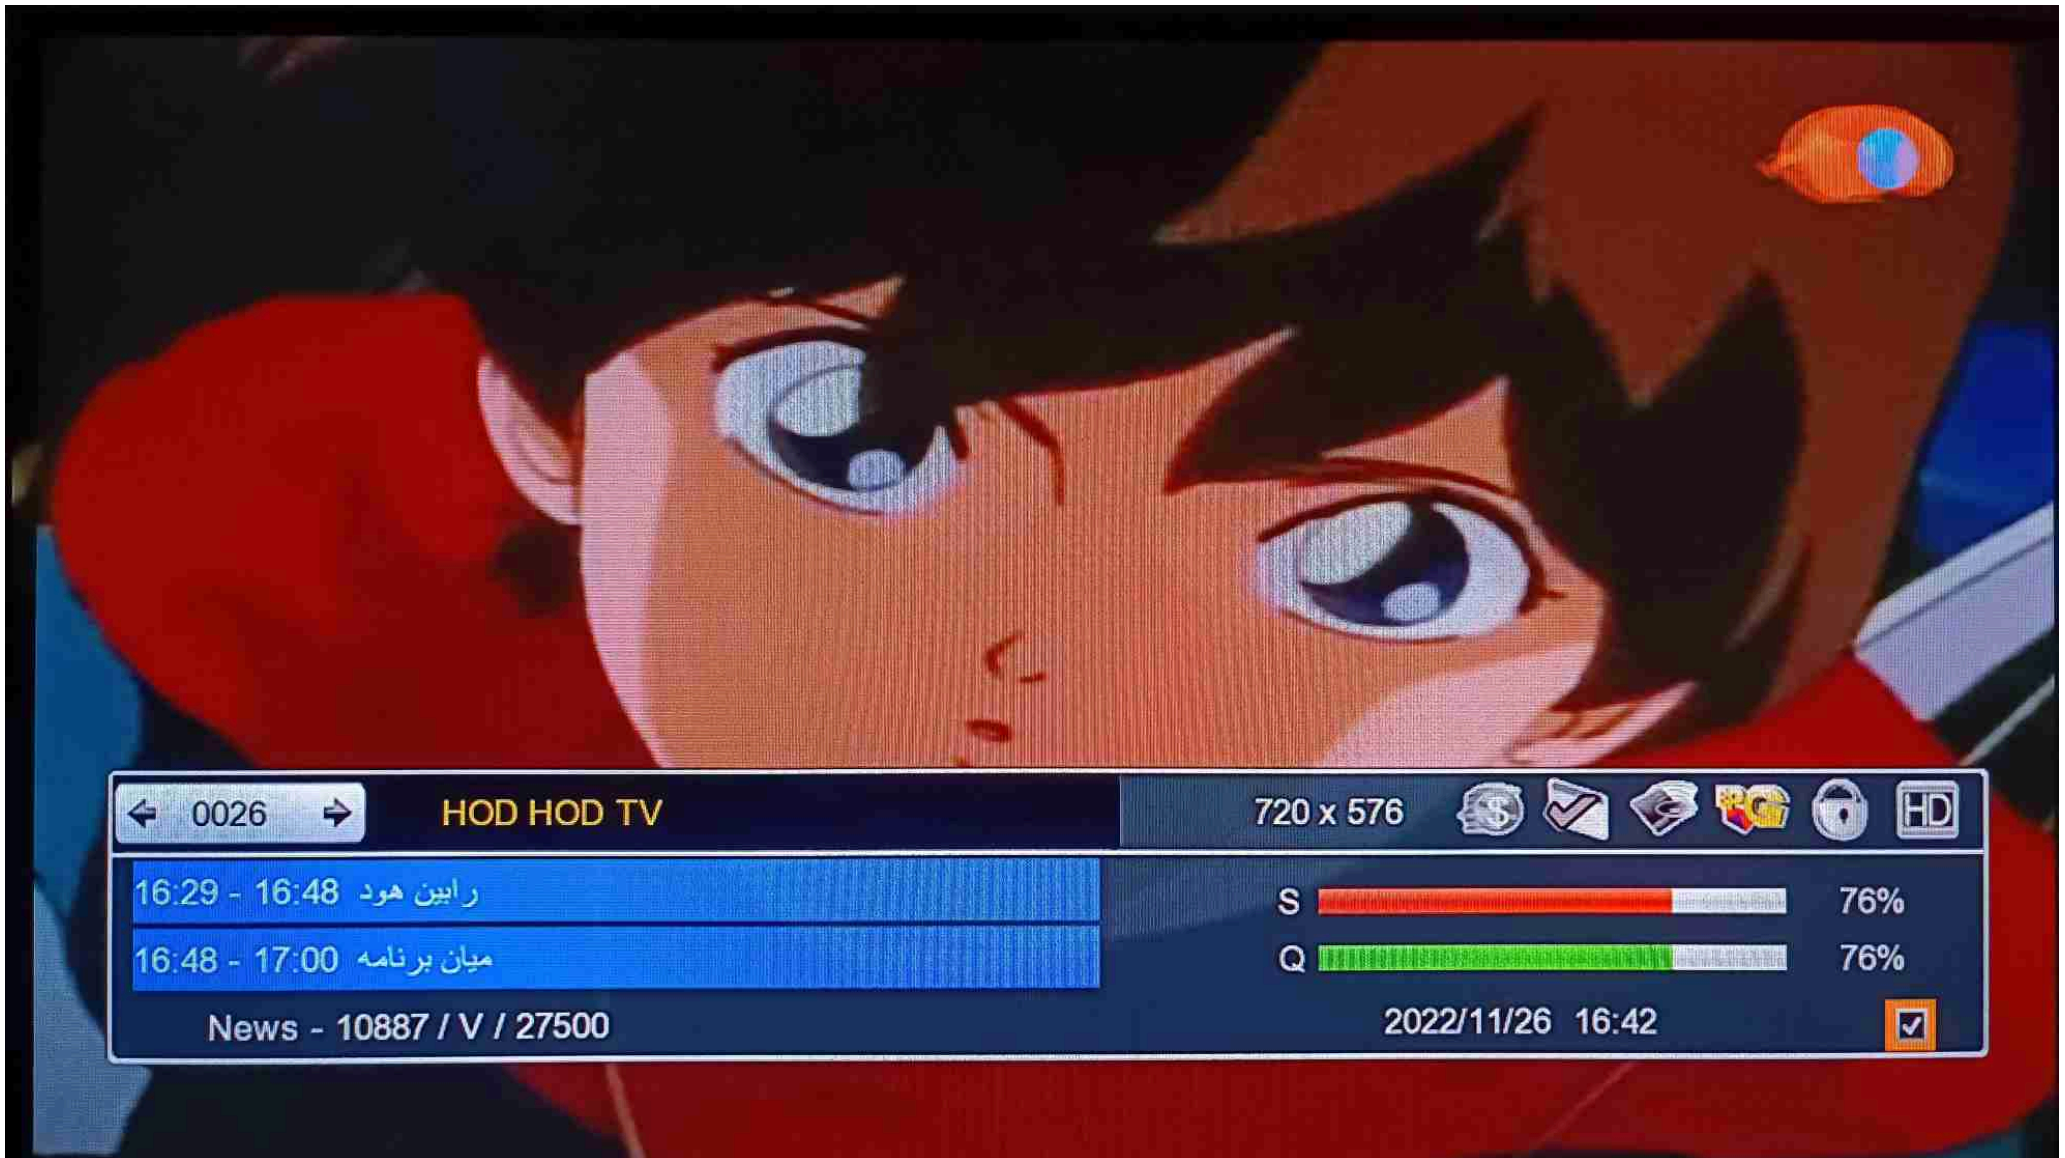 0026 HOD HOD TV 720 x 576 HD
16:29 - 16:48 رابین هود
S 76%
16:48 - 17:00 میان برنامه
Q 76%
News - 10887 / V / 27500
2022/11/26 16:42